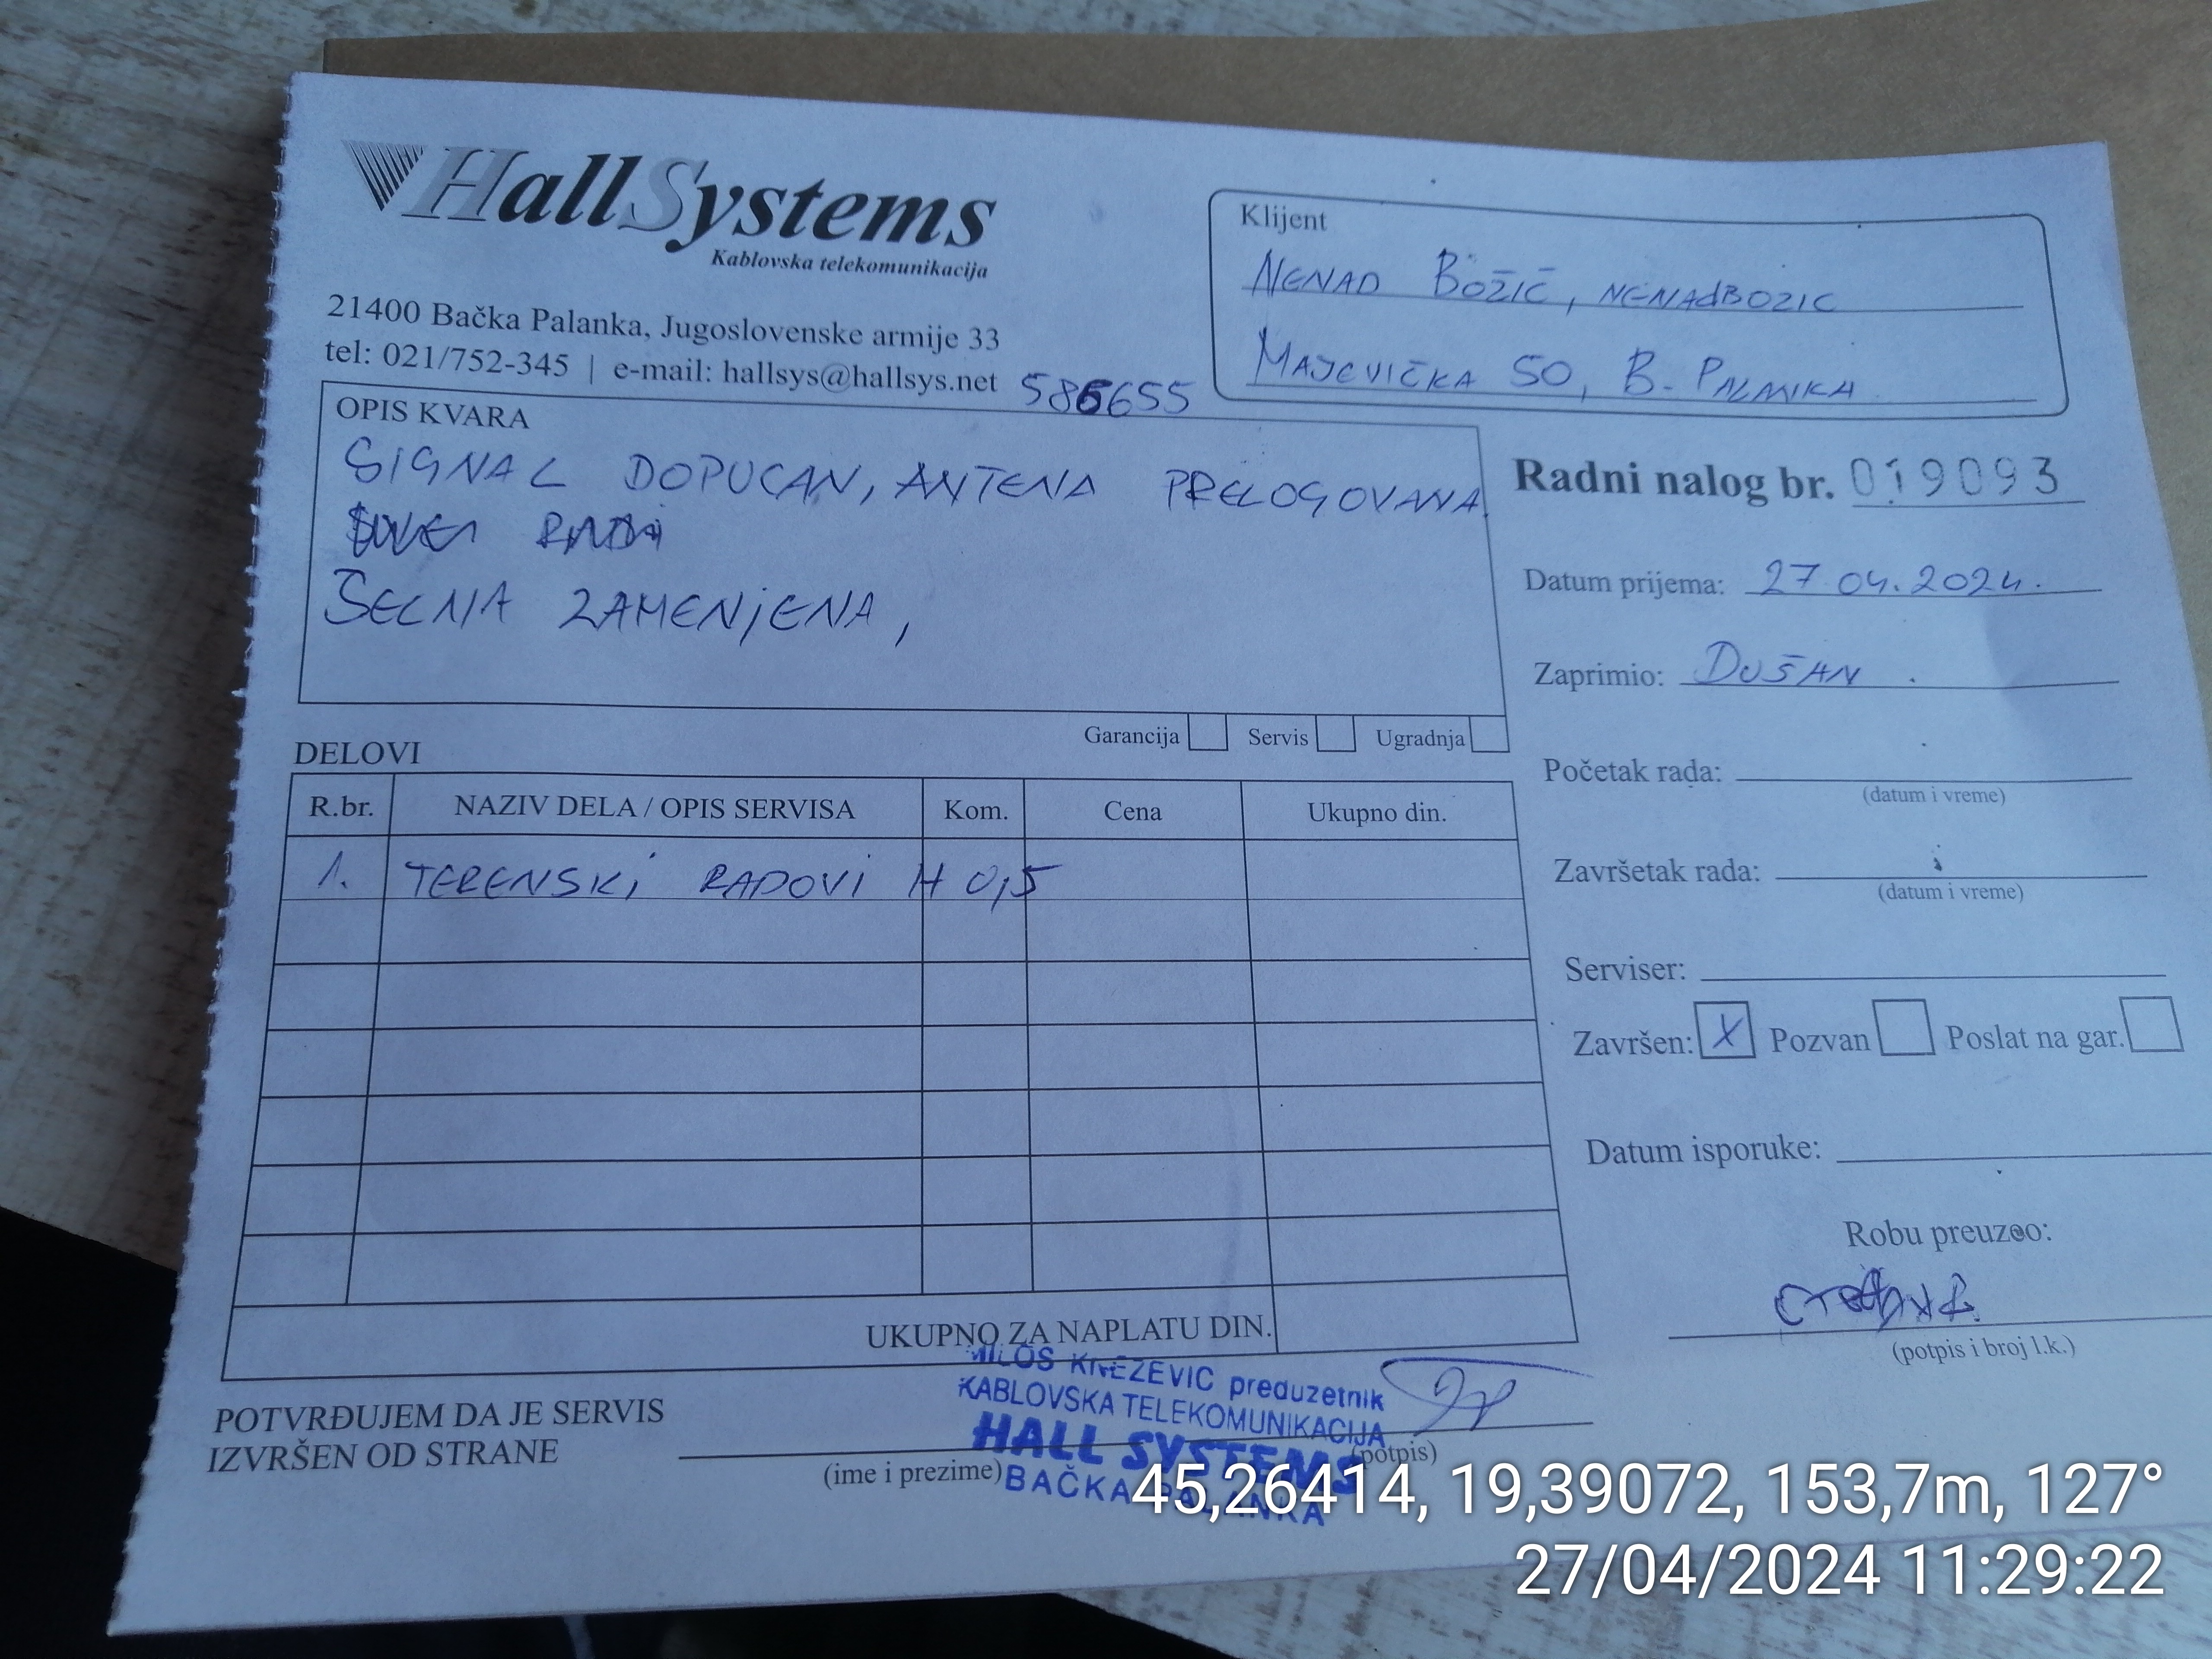 HallSystems
Kablovska telekomunikacija
21400 Bačka Palanka, Jugoslovenske armije 33
tel: 021/752-345 | e-mail: hallsys@hallsys.net
Klijent
NENAD BOŽIĆ, NENADBOZIC
MAJEVIČKA 50, B. PALANKA
586655
OPIS KVARA
SIGNAL DOPUCAN, ANTENA PRELOGOVANA
ŠELNA ZAMENJENA,
Garancija Servis Ugradnja
Radni nalog br. 019093
Datum prijema: 27.04.2024.
Zaprimio: DUŠAN
Početak rada:
(datum i vreme)
Završetak rada:
(datum i vreme)
Serviser:
Završen: X Pozvan Poslat na gar.
Datum isporuke:
Robu preuzeo:
(potpis i broj l.k.)
DELOVI
R.br. NAZIV DELA / OPIS SERVISA Kom. Cena Ukupno din.
1. TERENSKI RADOVI H 0,5
UKUPNO ZA NAPLATU DIN.
MILOŠ KNEŽEVIĆ preduzetnik
KABLOVSKA TELEKOMUNIKACIJA
HALL SYSTEMS
BAČKA PALANKA
POTVRĐUJEM DA JE SERVIS
IZVRŠEN OD STRANE
(ime i prezime)
(potpis)
45,26414, 19,39072, 153,7m, 127°
27/04/2024 11:29:22